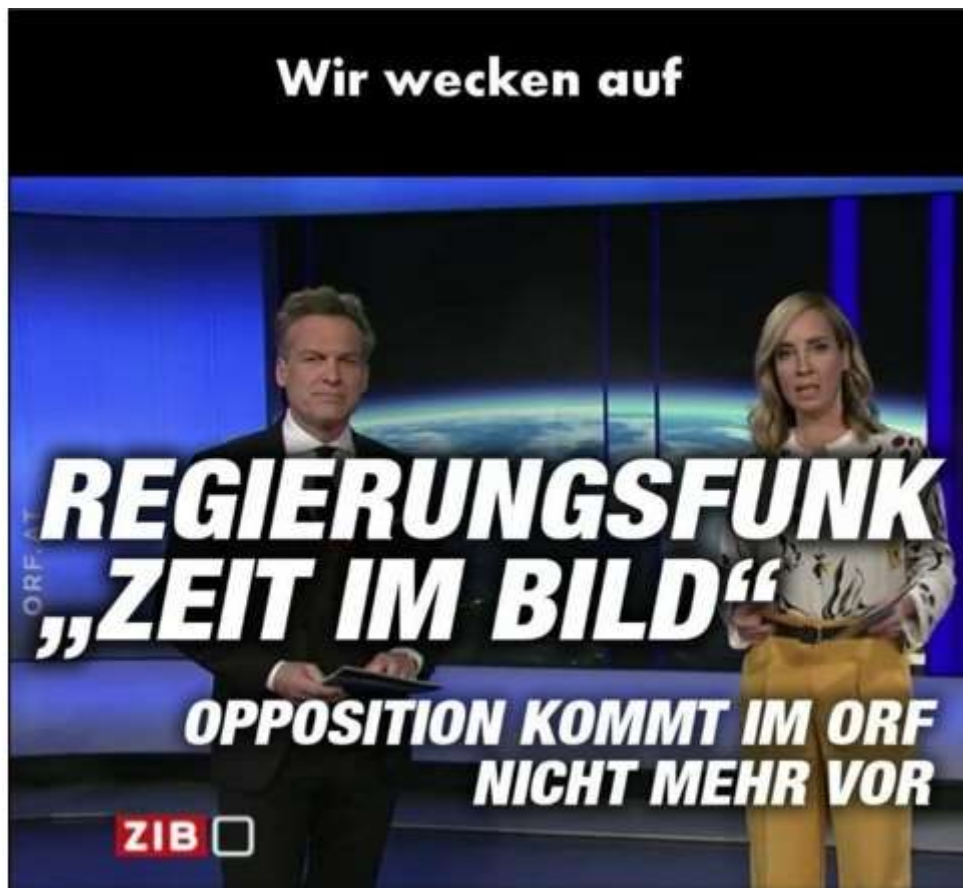 Wir wecken auf
REGIERUNGSFUNK
„ZEIT IM BILD“
ORF.AT
OPPOSITION KOMMT IM ORF
NICHT MEHR VOR
ZIB